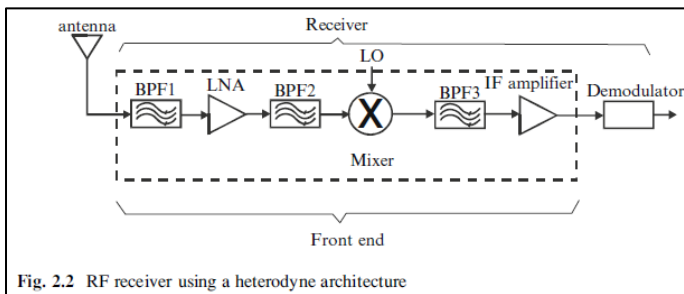 antenna
Receiver
LO
BPF1
LNA
BPF2
BPF3
IF amplifier
Demodulator
X
Mixer
Front end
Fig. 2.2 RF receiver using a heterodyne architecture